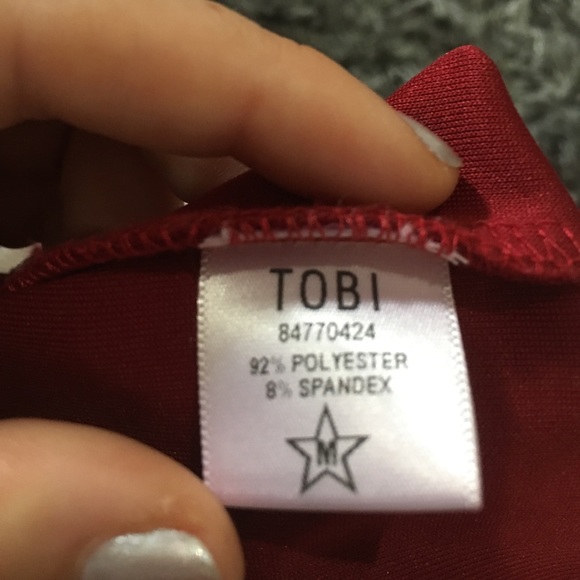 TOBI
84770424
92% POLYESTER
8% SPANDEX
M